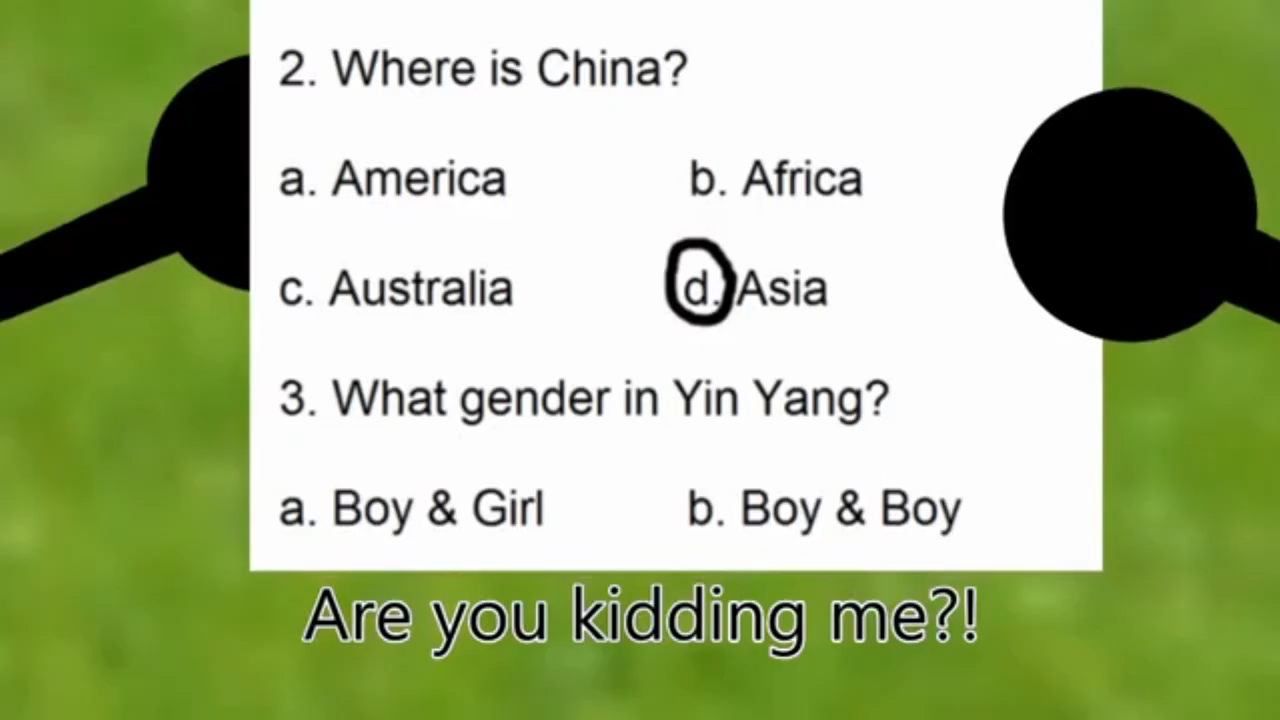 2. Where is China?
a. America b. Africa
c. Australia d. Asia
3. What gender in Yin Yang?
a. Boy & Girl b. Boy & Boy
Are you kidding me?!